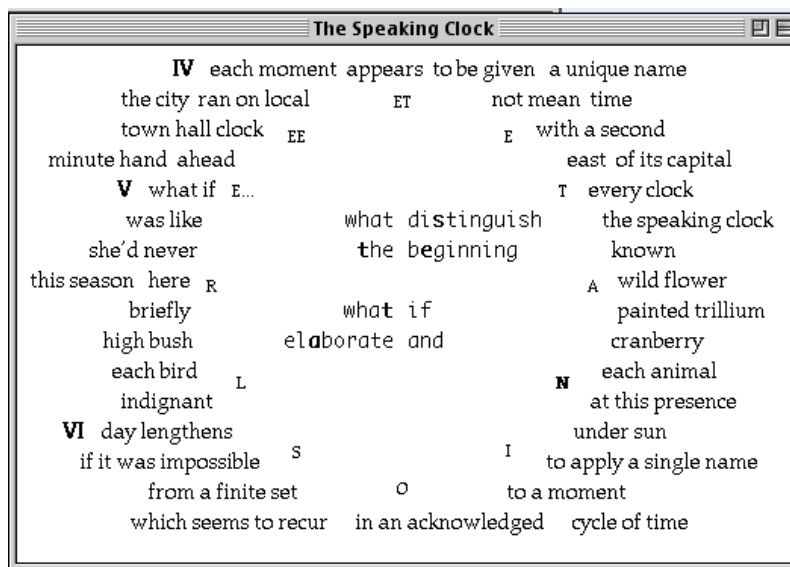 The Speaking Clock
IV each moment appears to be given a unique name
the city ran on local ET not mean time
town hall clock EE E with a second
minute hand ahead east of its capital
V what if E... T every clock
was like what distinguish the speaking clock
she'd never the beginning known
this season here R A wild flower
briefly what if painted trillium
high bush elaborate and cranberry
each bird L N each animal
indignant at this presence
VI day lengthens under sun
if it was impossible S I to apply a single name
from a finite set O to a moment
which seems to recur in an acknowledged cycle of time